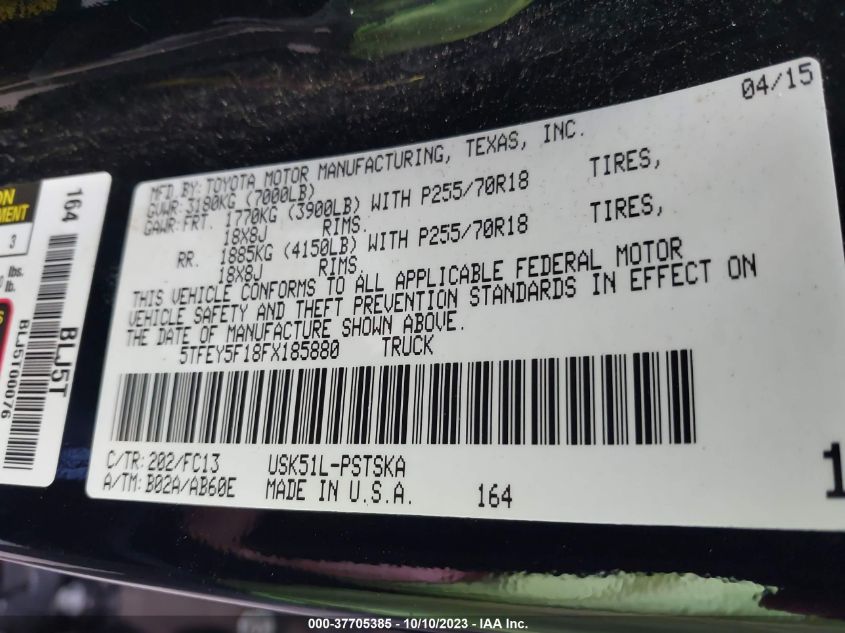 04/15
MFD BY: TOYOTA MOTOR MANUFACTURING, TEXAS, INC.
GVWR: 3180KG (7000LB)
GAWR: FRT. 1770KG (3900LB) WITH P255/70R18 TIRES,
18X8J RIMS.
RR. 1885KG (4150LB) WITH P255/70R18 TIRES,
18X8J RIMS.
THIS VEHICLE CONFORMS TO ALL APPLICABLE FEDERAL MOTOR
VEHICLE SAFETY AND THEFT PREVENTION STANDARDS IN EFFECT ON
THE DATE OF MANUFACTURE SHOWN ABOVE.
5TFEY5F18FX185880 TRUCK
C/TR: 202/FC13 USK51L-PSTSKA
A/TM: B02A/AB60E MADE IN U.S.A. 164
164
BLJ5T
BLJ5T00076
3
lbs.
lb.
000-37705385 - 10/10/2023 - IAA Inc.